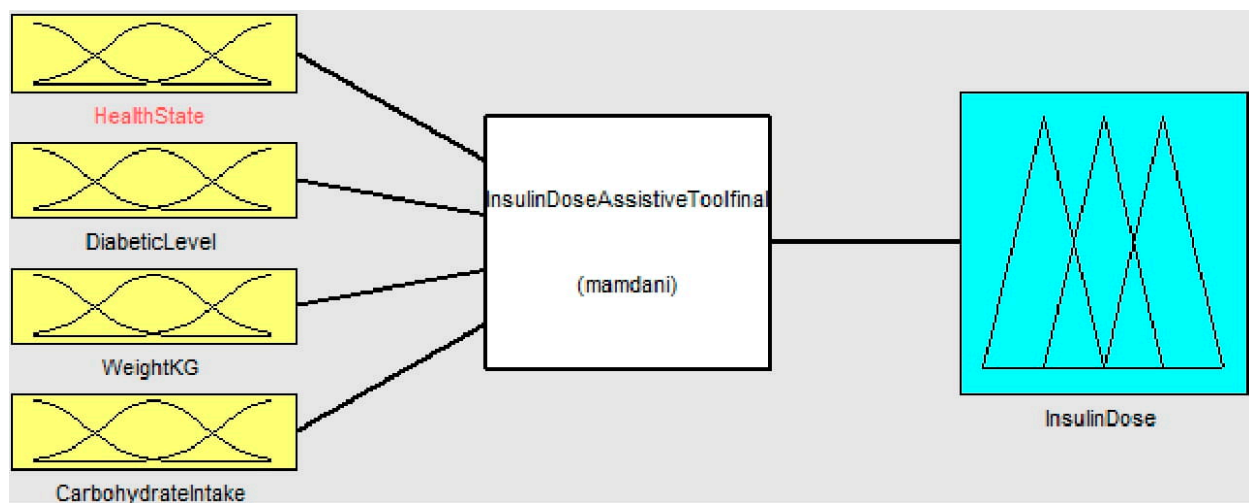 HealthState
DiabeticLevel
WeightKG
CarbohydrateIntake
InsulinDoseAssistiveToolfinal
(mamdani)
InsulinDose